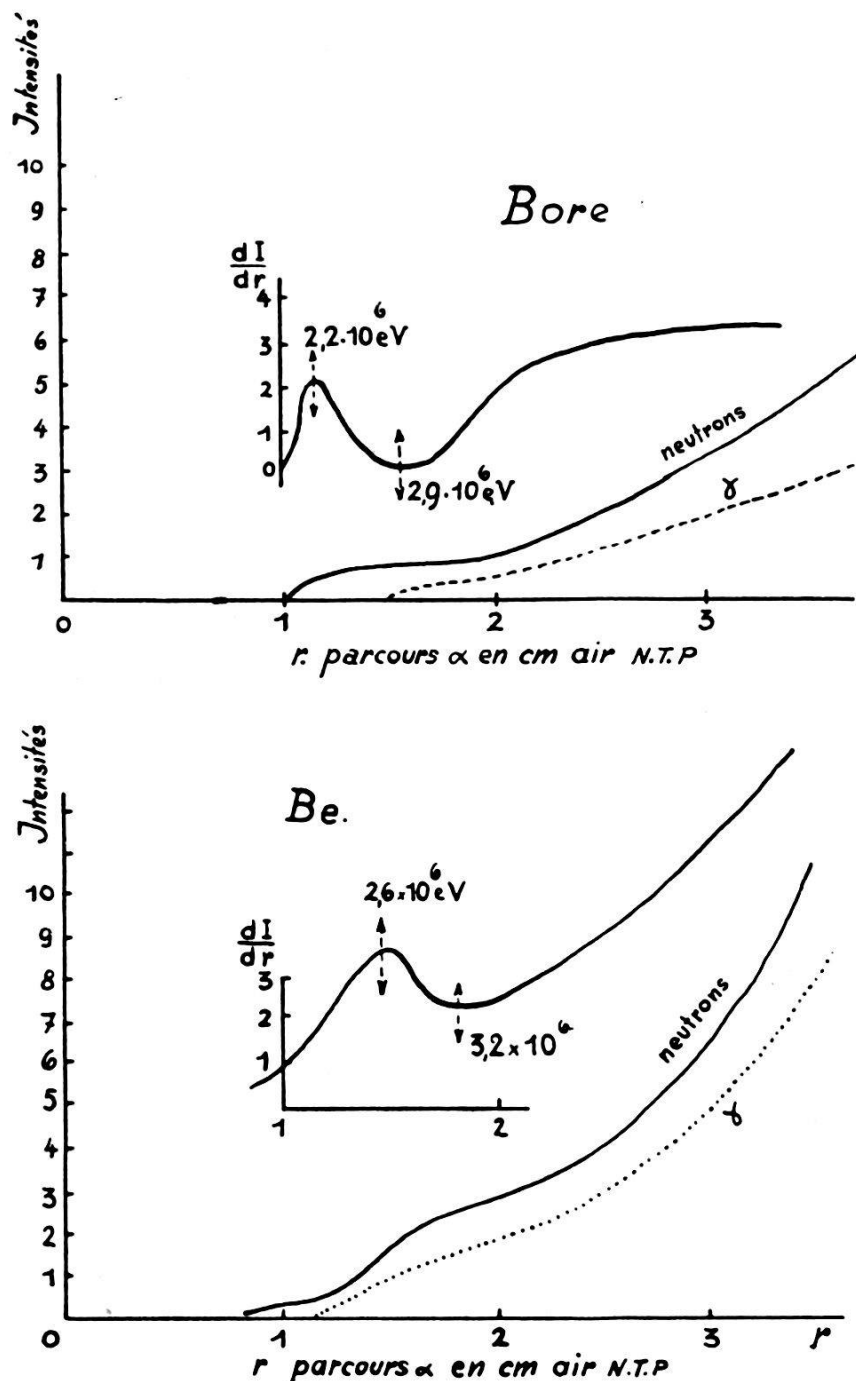 Intensités
10
9
8
7
6
5
4
3
2
1
Bore
dI
dr
4
3
2
1
0
2,2·10⁶eV
2,9·10⁶eV
neutrons
γ
0 1 2 3
r. parcours α en cm air N.T.P
Intensités
10
9
8
7
6
5
4
3
2
1
Be.
dI
dr
3
2
1
2,6×10⁶eV
3,2×10⁶
1 2
neutrons
γ
0 1 2 3 r
r parcours α en cm air N.T.P